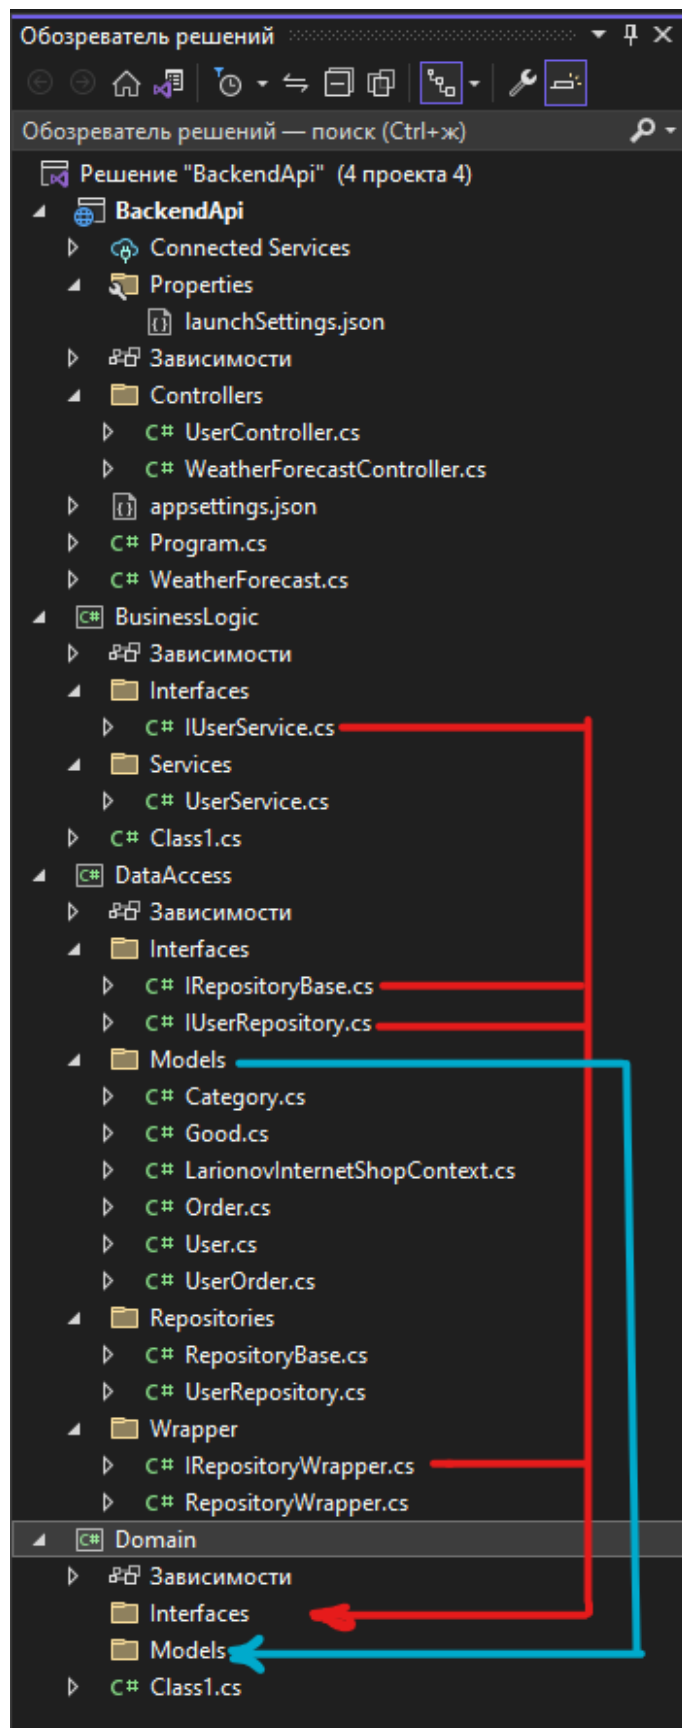 Обозреватель решений
Обозреватель решений — поиск (Ctrl+ж)
Решение "BackendApi" (4 проекта 4)
BackendApi
Connected Services
Properties
launchSettings.json
Зависимости
Controllers
C# UserController.cs
C# WeatherForecastController.cs
appsettings.json
C# Program.cs
C# WeatherForecast.cs
C# BusinessLogic
Зависимости
Interfaces
C# IUserService.cs
Services
C# UserService.cs
C# Class1.cs
C# DataAccess
Зависимости
Interfaces
C# IRepositoryBase.cs
C# IUserRepository.cs
Models
C# Category.cs
C# Good.cs
C# LarionovInternetShopContext.cs
C# Order.cs
C# User.cs
C# UserOrder.cs
Repositories
C# RepositoryBase.cs
C# UserRepository.cs
Wrapper
C# IRepositoryWrapper.cs
C# RepositoryWrapper.cs
C# Domain
Зависимости
Interfaces
Models
C# Class1.cs